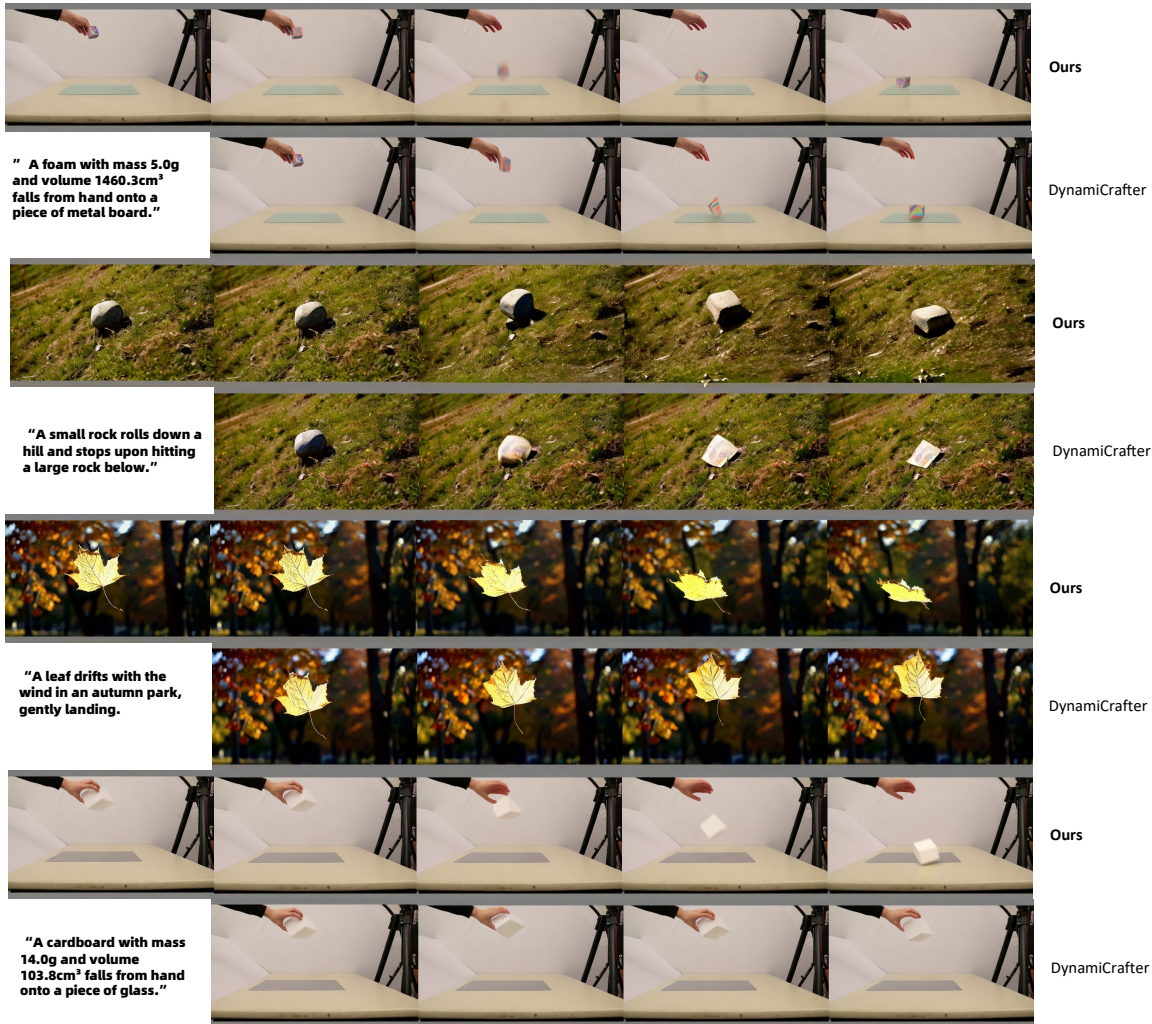 Ours
” A foam with mass 5.0g
and volume 1460.3cm³
falls from hand onto a
piece of metal board.”
DynamiCrafter
Ours
“A small rock rolls down a
hill and stops upon hitting
a large rock below.”
DynamiCrafter
Ours
“A leaf drifts with the
wind in an autumn park,
gently landing.
DynamiCrafter
Ours
“A cardboard with mass
14.0g and volume
103.8cm³ falls from hand
onto a piece of glass.”
DynamiCrafter